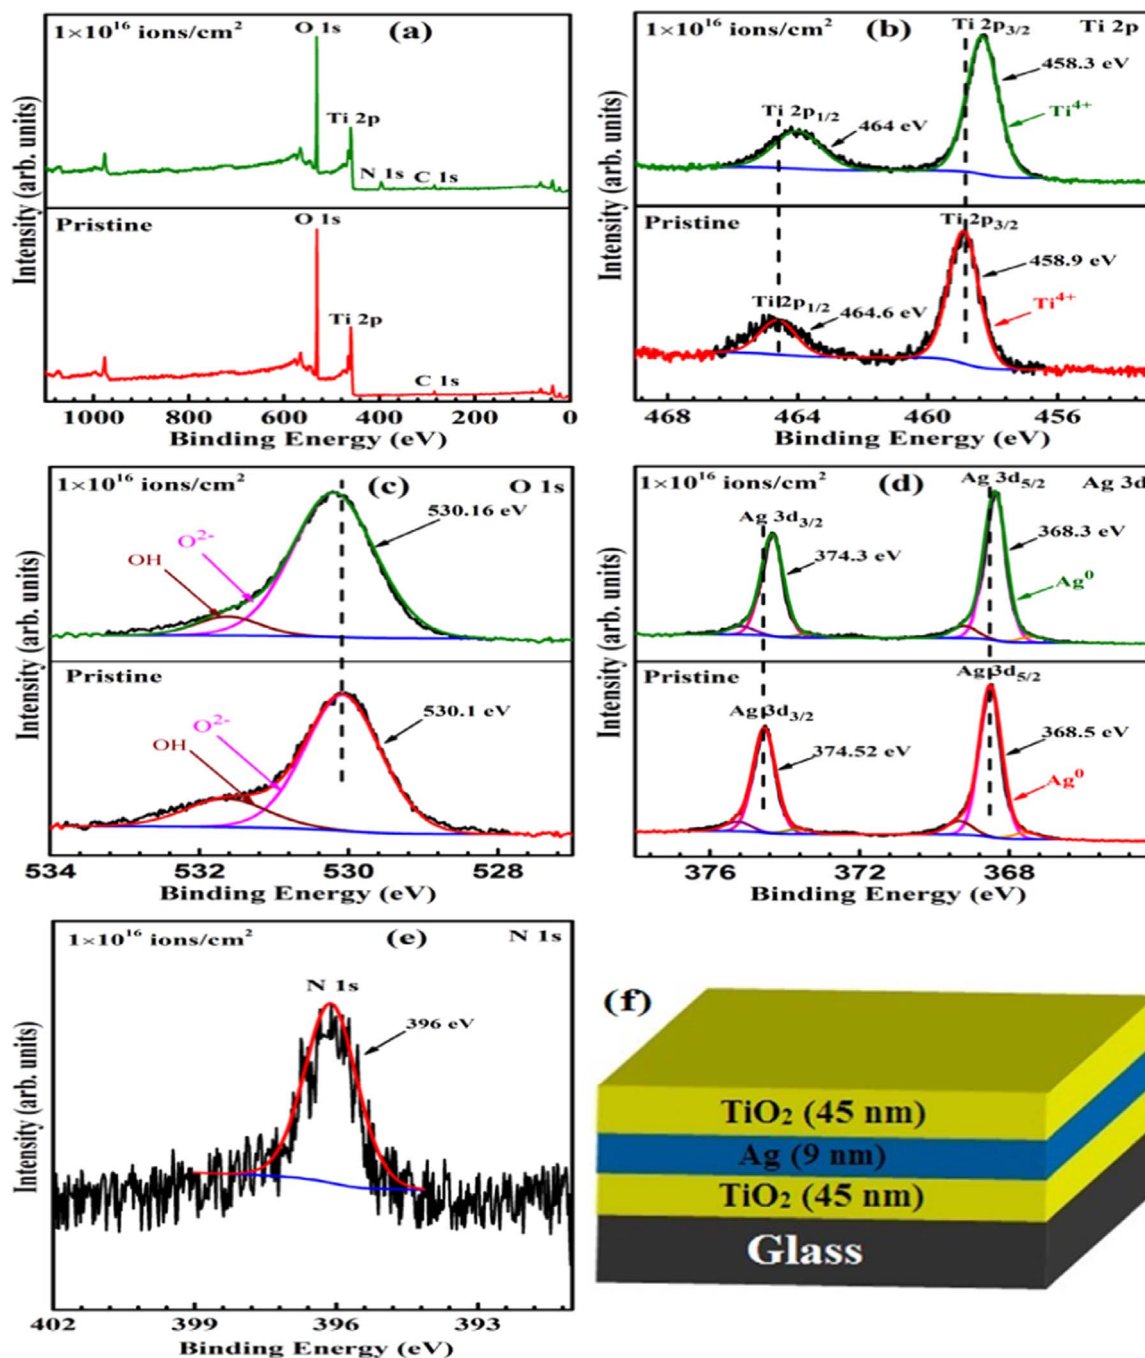 1×10¹⁶ ions/cm²
O 1s
(a)
Ti 2p
N 1s
C 1s
Pristine
O 1s
Ti 2p
C 1s
Intensity (arb. units)
1000 800 600 400 200 0
Binding Energy (eV)
1×10¹⁶ ions/cm²
(b)
Ti 2p₃/₂
Ti 2p
458.3 eV
Ti 2p₁/₂
464 eV
Ti⁴⁺
Pristine
Ti 2p₃/₂
458.9 eV
Ti 2p₁/₂
464.6 eV
Ti⁴⁺
Intensity (arb. units)
468 464 460 456
Binding Energy (eV)
1×10¹⁶ ions/cm²
(c)
O 1s
530.16 eV
O²⁻
OH
Pristine
O²⁻
530.1 eV
OH
Intensity (arb. units)
534 532 530 528
Binding Energy (eV)
1×10¹⁶ ions/cm²
(d)
Ag 3d₅/₂
Ag 3d
Ag 3d₃/₂
368.3 eV
374.3 eV
Ag⁰
Pristine
Ag 3d₅/₂
Ag 3d₃/₂
368.5 eV
374.52 eV
Ag⁰
Intensity (arb. units)
376 372 368
Binding Energy (eV)
1×10¹⁶ ions/cm²
(e)
N 1s
N 1s
396 eV
Intensity (arb. units)
402 399 396 393
Binding Energy (eV)
(f)
TiO₂ (45 nm)
Ag (9 nm)
TiO₂ (45 nm)
Glass